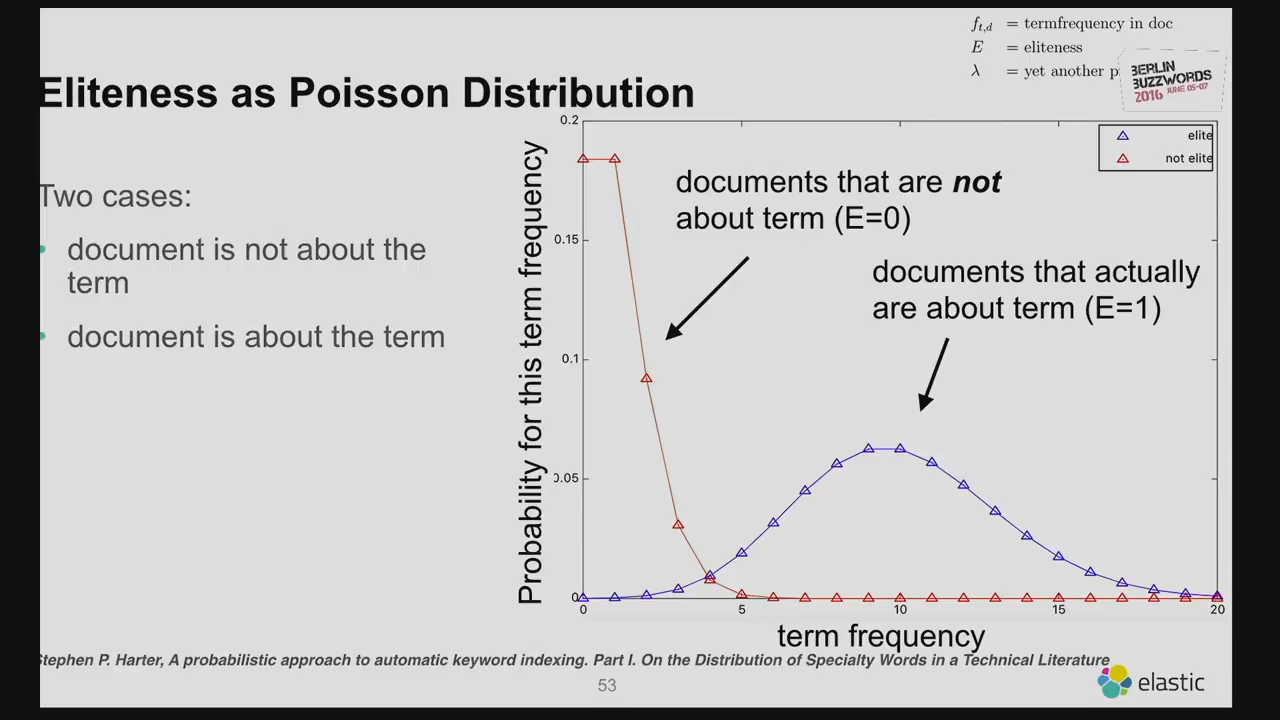 f_{t,d} = termfrequency in doc
E = eliteness
λ = yet another p
BERLIN
BUZZWORDS
2016 JUNE 05-07
Eliteness as Poisson Distribution
Two cases:
• document is not about the
term
• document is about the term
Probability for this term frequency
0.2
0.15
0.1
0.05
0
elite
not elite
documents that are not
about term (E=0)
documents that actually
are about term (E=1)
0 5 10 15 20
term frequency
Stephen P. Harter, A probabilistic approach to automatic keyword indexing. Part I. On the Distribution of Specialty Words in a Technical Literature
53
elastic